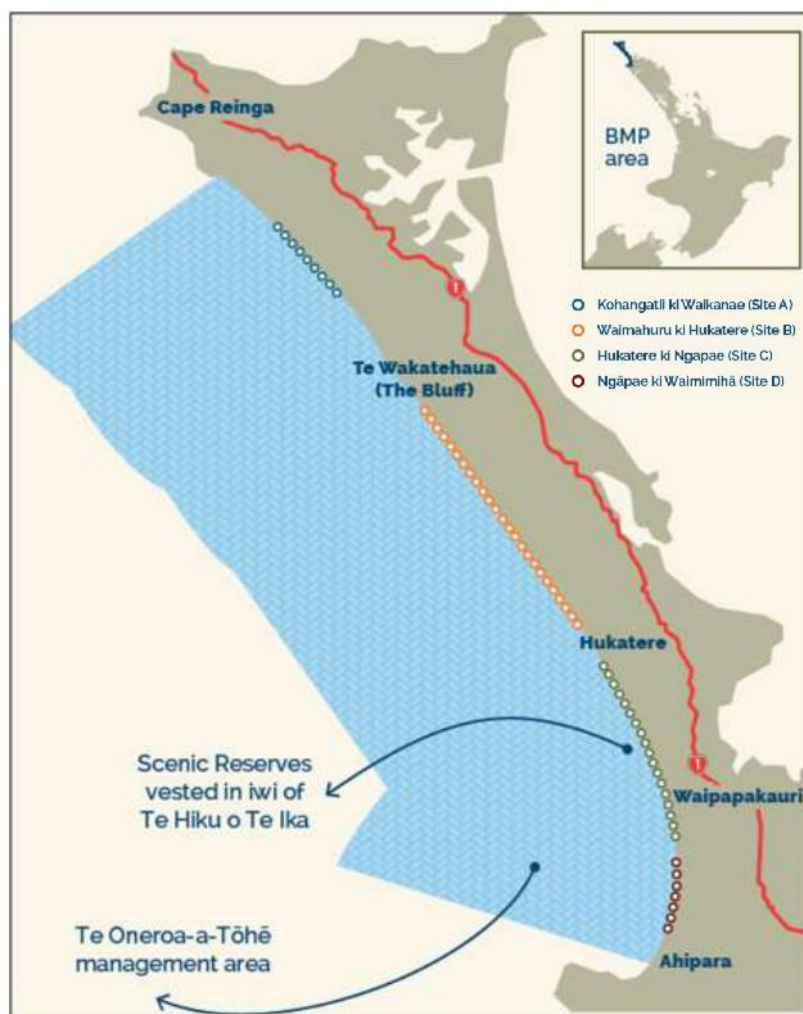 Cape Reinga
BMP
area
1
Kohangatii ki Waikanae (Site A)
Waimahuru ki Hukatere (Site B)
Hukatere ki Ngapae (Site C)
Ngāpae ki Waimimihā (Site D)
Te Wakatehaua
(The Bluff)
Hukatere
Scenic Reserves
vested in iwi of
Te Hiku o Te Ika
1
Waipapakauri
Te Oneroa-a-Tōhē
management area
Ahipara